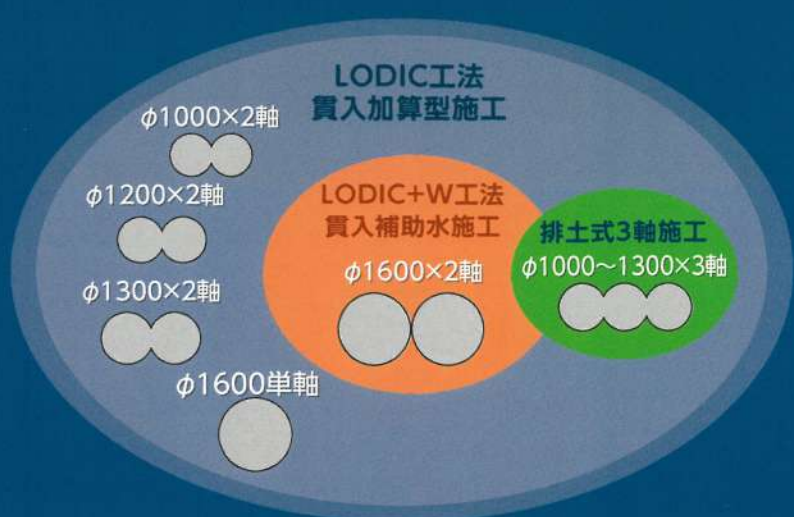 LODIC工法
貫入加算型施工
φ1000×2軸
φ1200×2軸
φ1300×2軸
φ1600単軸
LODIC+W工法
貫入補助水施工
φ1600×2軸
排土式3軸施工
φ1000～1300×3軸